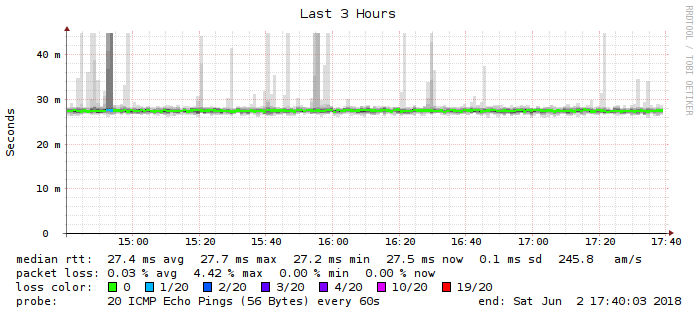 Last 3 Hours
RRDTOOL / TOBI OETIKER
Seconds
40 m
30 m
20 m
10 m
0
15:00 15:20 15:40 16:00 16:20 16:40 17:00 17:20 17:40
median rtt: 27.4 ms avg 27.7 ms max 27.2 ms min 27.5 ms now 0.1 ms sd 245.8 am/s
packet loss: 0.03 % avg 4.42 % max 0.00 % min 0.00 % now
loss color: 0 1/20 2/20 3/20 4/20 10/20 19/20
probe: 20 ICMP Echo Pings (56 Bytes) every 60s end: Sat Jun 2 17:40:03 2018